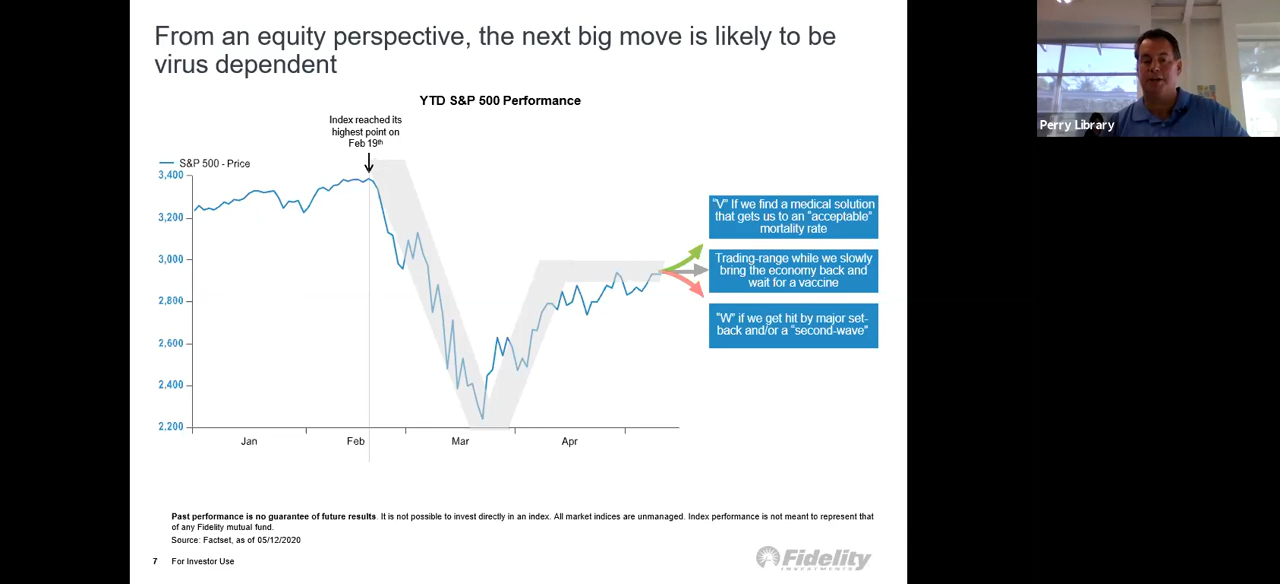 From an equity perspective, the next big move is likely to be
virus dependent
YTD S&P 500 Performance
Index reached its
highest point on
Feb 19th
S&P 500 - Price
3,400
3,200
3,000
2,800
2,600
2,400
2,200
Jan
Feb
Mar
Apr
"V" If we find a medical solution
that gets us to an "acceptable"
mortality rate
Trading-range while we slowly
bring the economy back and
wait for a vaccine
"W" if we get hit by major set-
back and/or a "second-wave"
Past performance is no guarantee of future results. It is not possible to invest directly in an index. All market indices are unmanaged. Index performance is not meant to represent that
of any Fidelity mutual fund.
Source: Factset, as of 05/12/2020
7 For Investor Use
Fidelity
INVESTMENTS
Perry Library